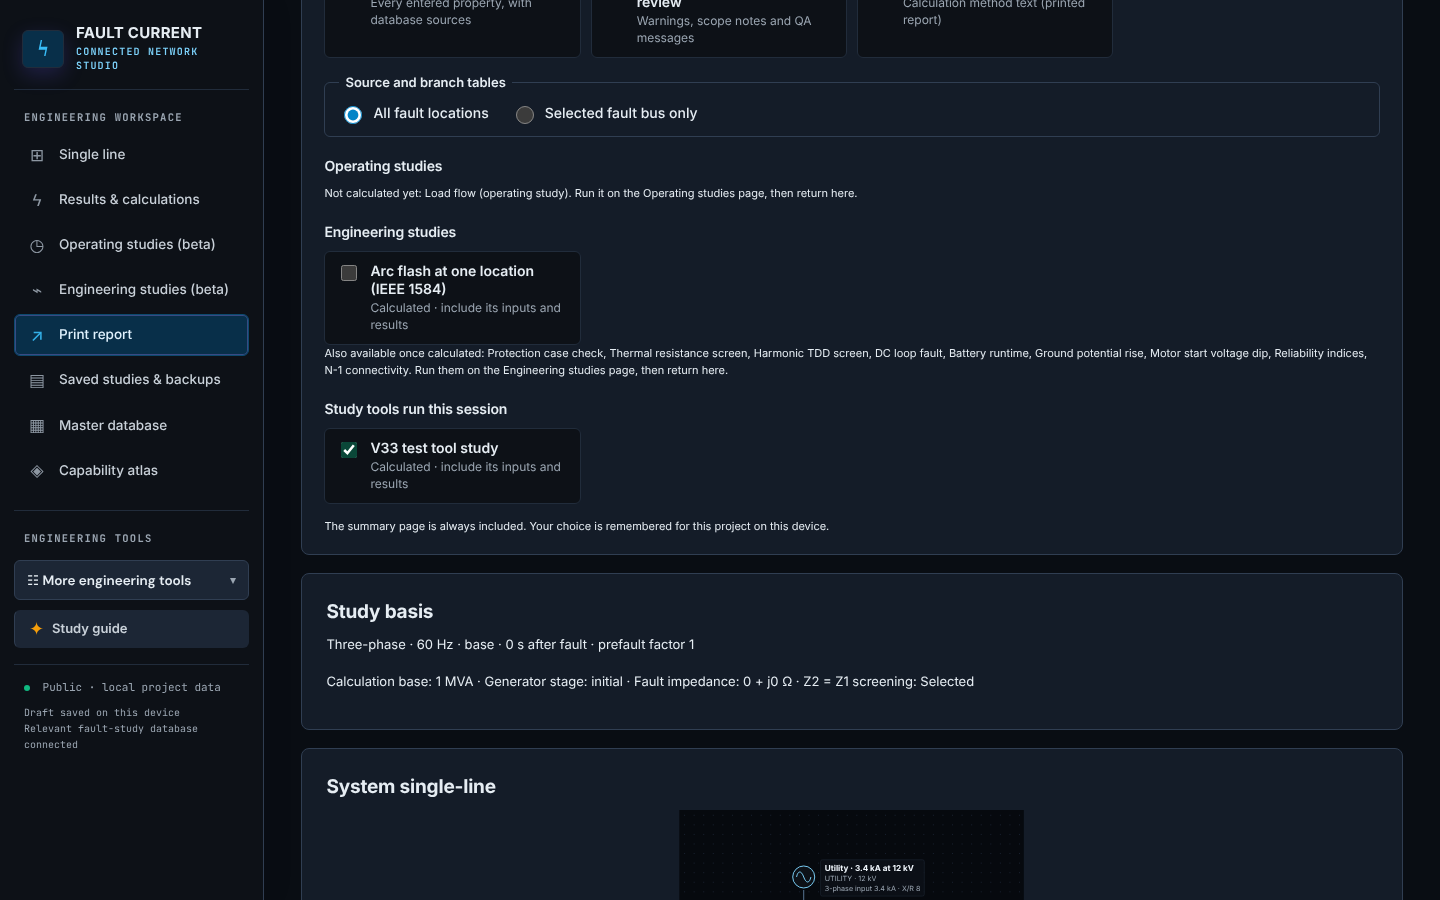 FAULT CURRENT
CONNECTED NETWORK
STUDIO
ENGINEERING WORKSPACE
Single line
Results & calculations
Operating studies (beta)
Engineering studies (beta)
Print report
Saved studies & backups
Master database
Capability atlas
ENGINEERING TOOLS
More engineering tools
Study guide
Public · local project data
Draft saved on this device
Relevant fault-study database
connected
Every entered property, with
database sources
review
Warnings, scope notes and QA
messages
Calculation method text (printed
report)
Source and branch tables
All fault locations
Selected fault bus only
Operating studies
Not calculated yet: Load flow (operating study). Run it on the Operating studies page, then return here.
Engineering studies
Arc flash at one location
(IEEE 1584)
Calculated · include its inputs and
results
Also available once calculated: Protection case check, Thermal resistance screen, Harmonic TDD screen, DC loop fault, Battery runtime, Ground potential rise, Motor start voltage dip, Reliability indices,
N-1 connectivity. Run them on the Engineering studies page, then return here.
Study tools run this session
V33 test tool study
Calculated · include its inputs and
results
The summary page is always included. Your choice is remembered for this project on this device.
Study basis
Three-phase · 60 Hz · base · 0 s after fault · prefault factor 1
Calculation base: 1 MVA · Generator stage: initial · Fault impedance: 0 + j0 Ω · Z2 = Z1 screening: Selected
System single-line
Utility · 3.4 kA at 12 kV
UTILITY · 12 kV
3-phase input 3.4 kA · X/R 8